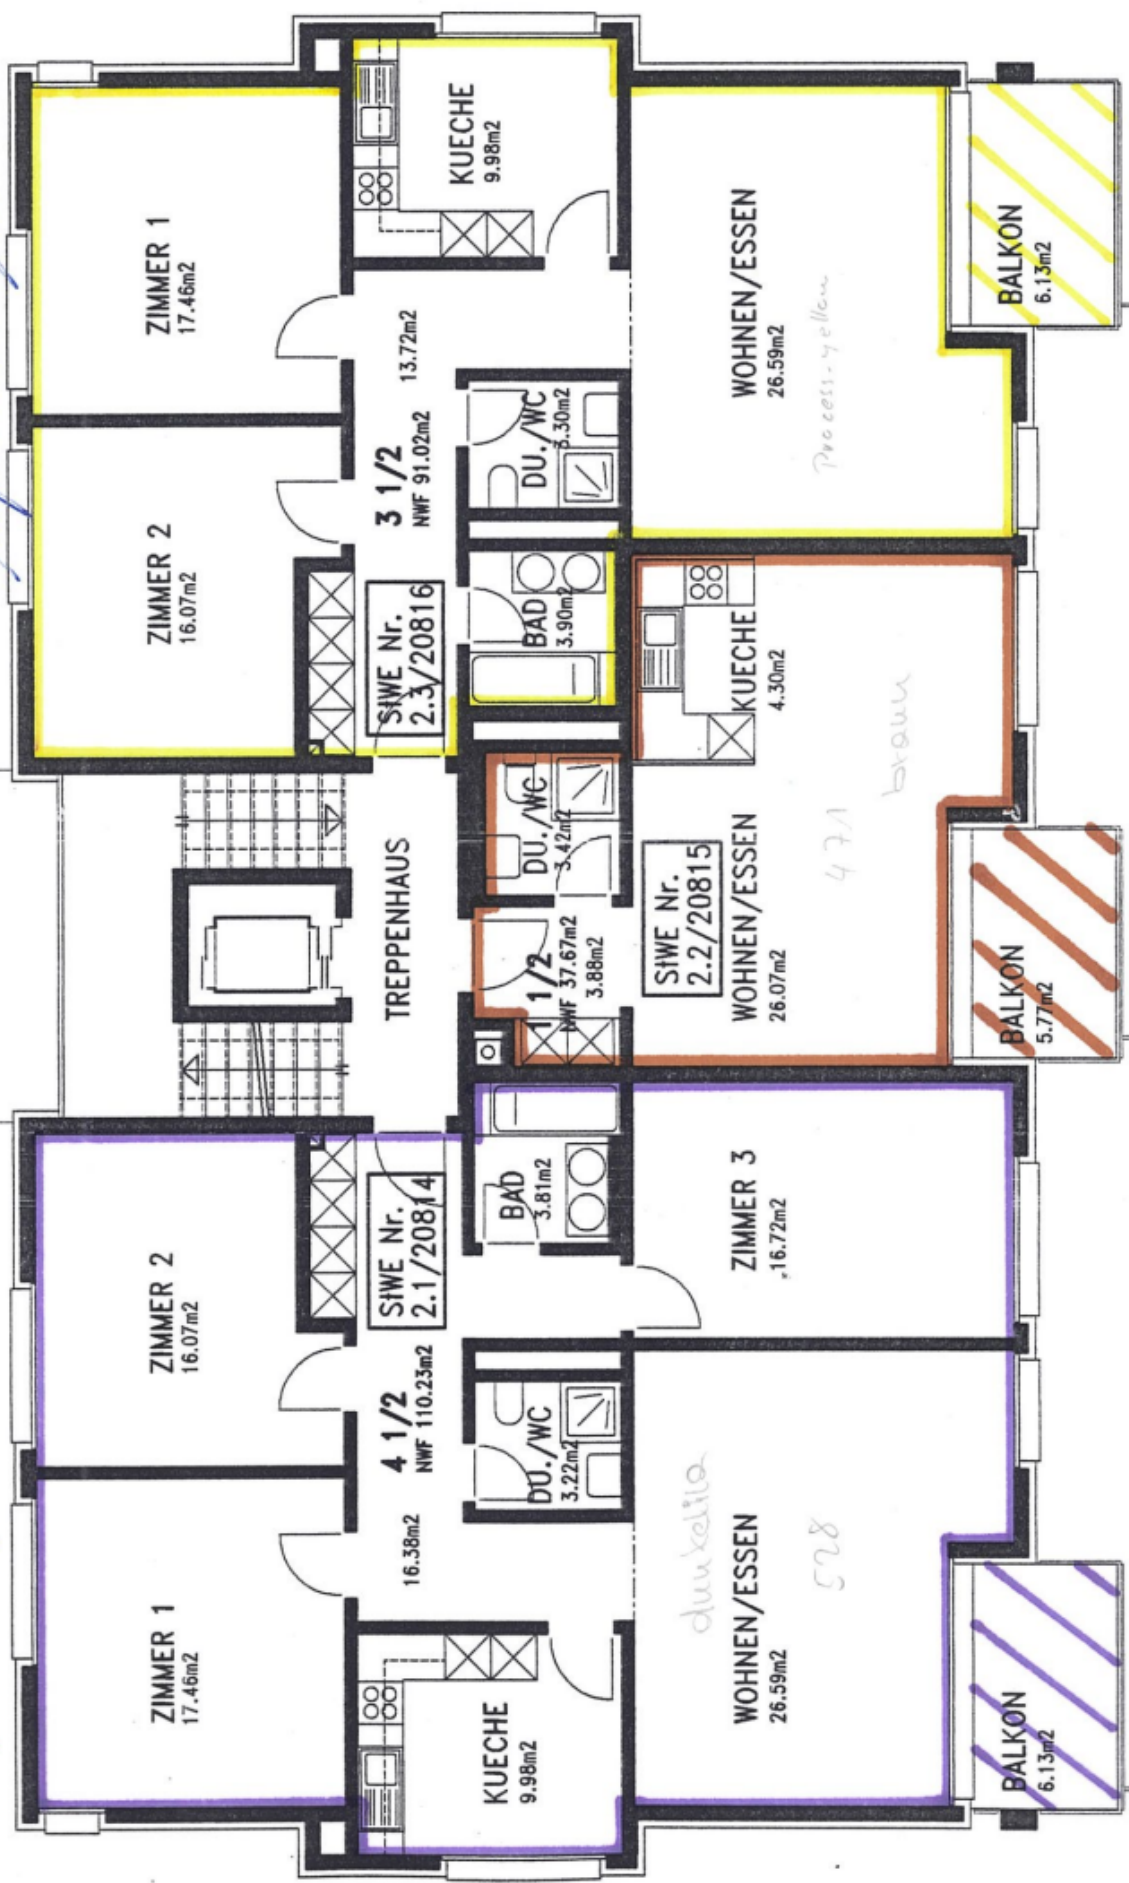 ZIMMER 1
17.46m2
ZIMMER 2
16.07m2
KUECHE
9.98m2
16.38m2
4 1/2
NWF 110.23m2
StWE Nr.
2.1/20814
DU./WC
3.22m2
BAD
3.81m2
dunkellila
WOHNEN/ESSEN
26.59m2
528
ZIMMER 3
16.72m2
BALKON
6.13m2
TREPPENHAUS
1 1/2
NWF 37.67m2
3.88m2
DU./WC
3.42m2
StWE Nr.
2.2/20815
WOHNEN/ESSEN
26.07m2
KUECHE
4.30m2
471
braun
BALKON
5.77m2
ZIMMER 2
16.07m2
ZIMMER 1
17.46m2
StWE Nr.
2.3/20816
3 1/2
NWF 91.02m2
13.72m2
KUECHE
9.98m2
BAD
3.90m2
DU./WC
3.30m2
WOHNEN/ESSEN
26.59m2
Process-yellow
BALKON
6.13m2